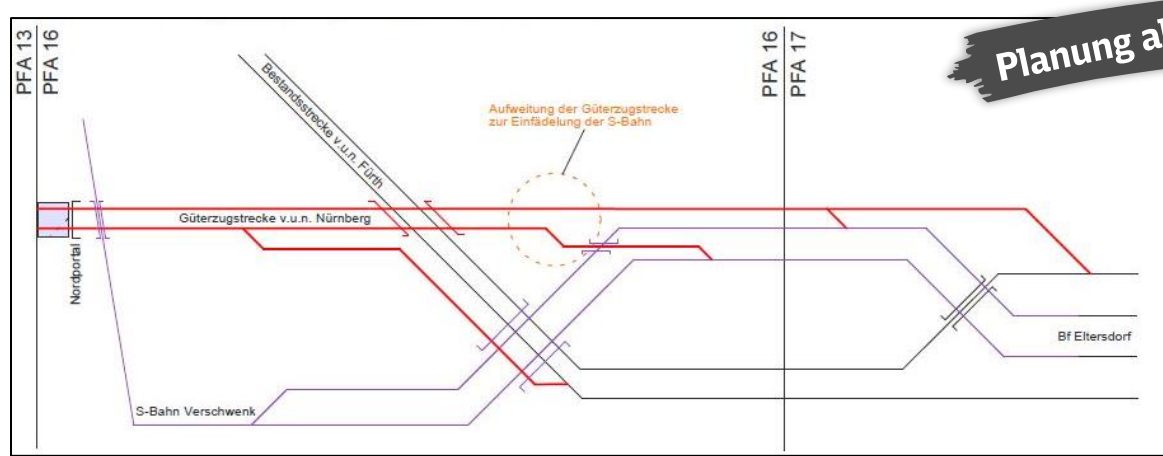 PFA 13
PFA 16
Bestandsstrecke v.u.n. Fürth
Aufweitung der Güterzugstrecke
zur Einfädelung der S-Bahn
PFA 16
PFA 17
Planung
Güterzugstrecke v.u.n. Nürnberg
Nordportal
Bf Eltersdorf
S-Bahn Verschwenk